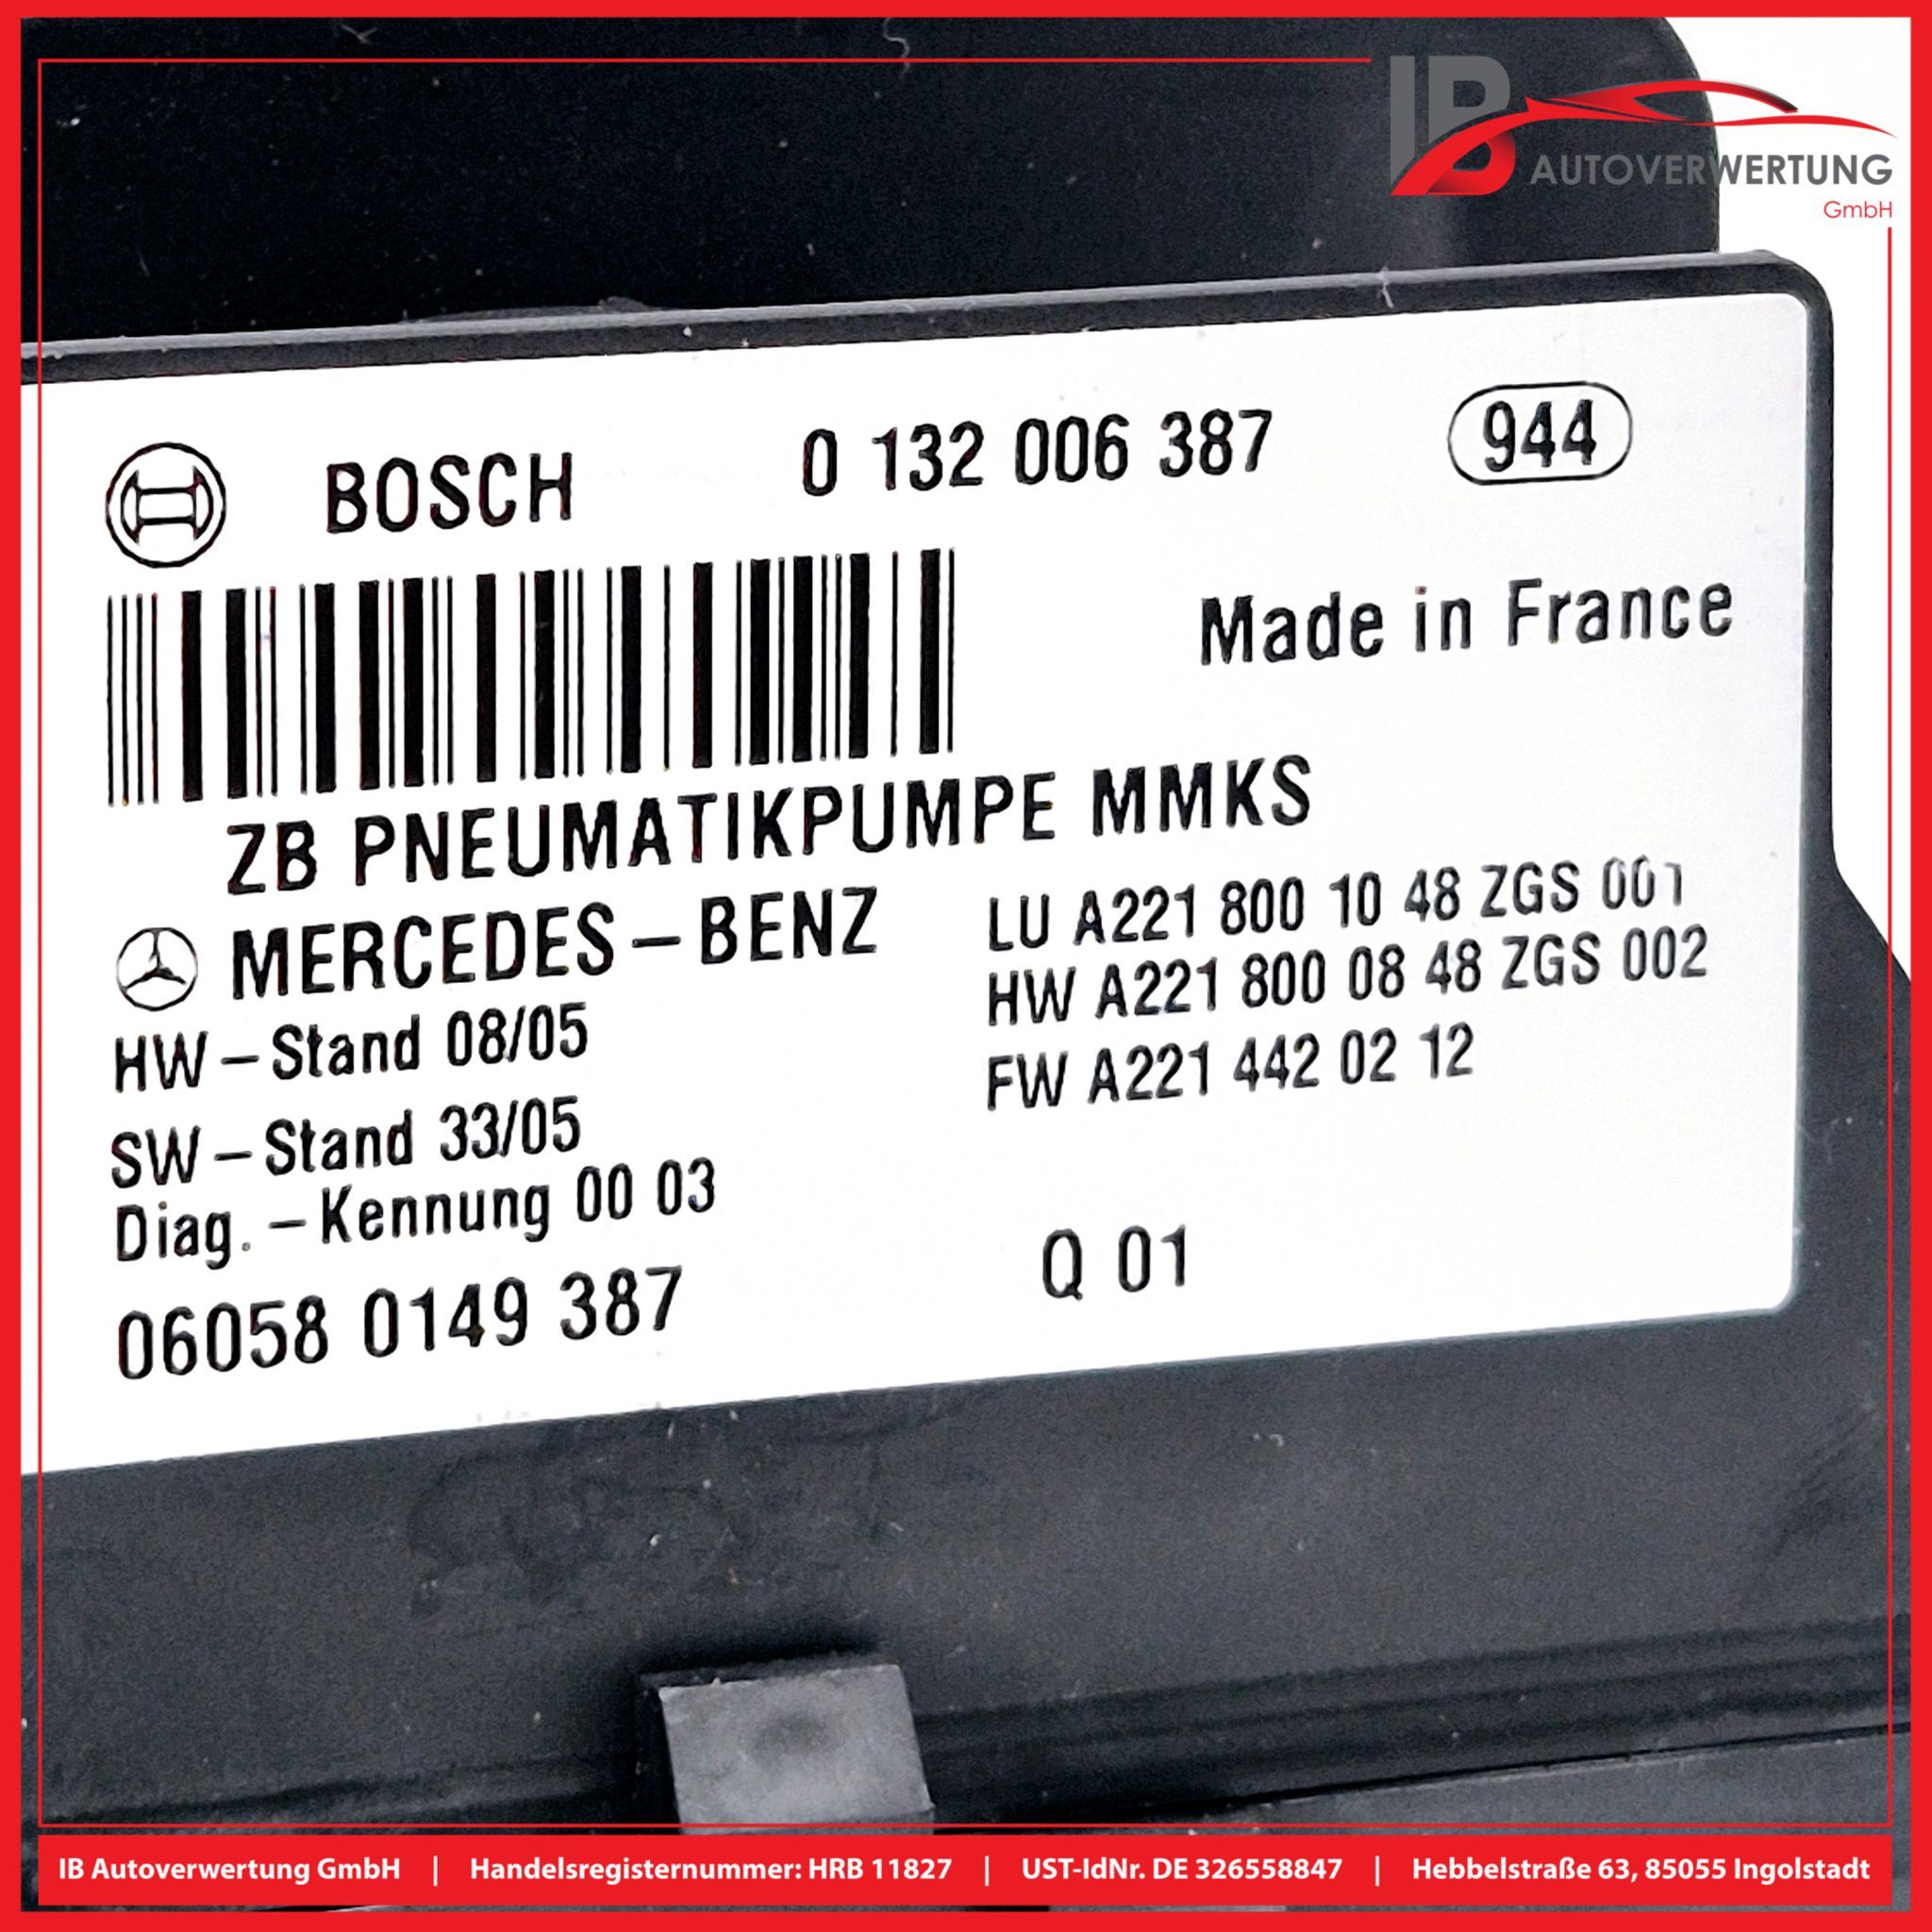 IB AUTOVERWERTUNG
GmbH
BOSCH 0 132 006 387 944
Made in France
ZB PNEUMATIKPUMPE MMKS
MERCEDES-BENZ
LU A221 800 10 48 ZGS 001
HW A221 800 08 48 ZGS 002
FW A221 442 02 12
HW-Stand 08/05
SW-Stand 33/05
Diag.-Kennung 00 03
06058 0149 387 Q 01
IB Autoverwertung GmbH | Handelsregisternummer: HRB 11827 | UST-IdNr. DE 326558847 | Hebbelstraße 63, 85055 Ingolstadt